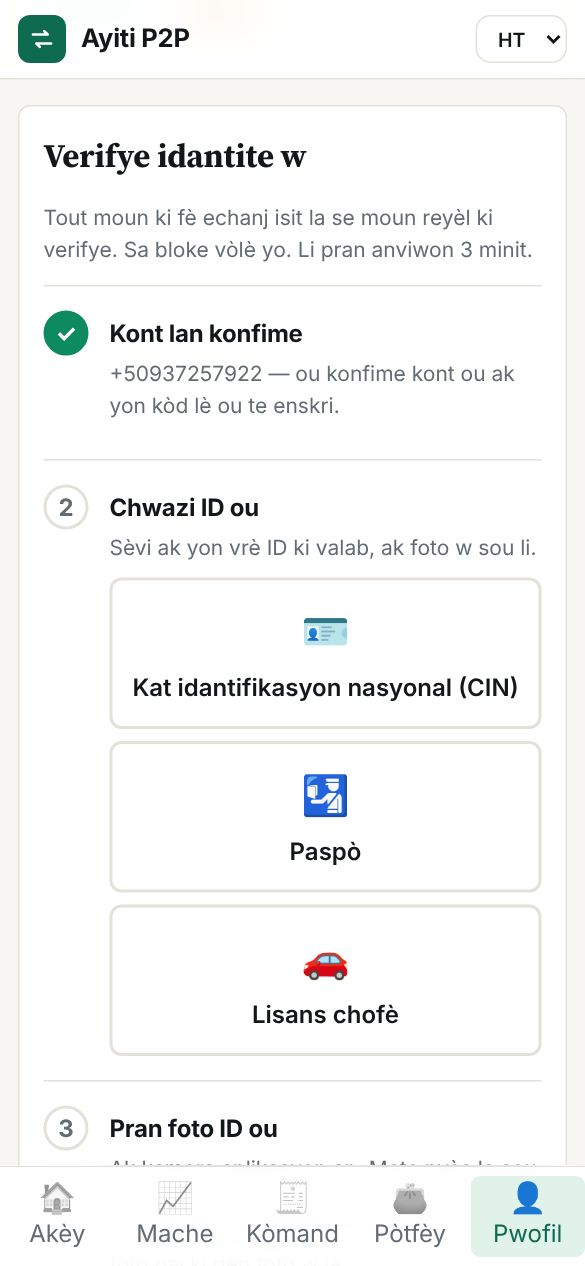 Ayiti P2P
HT
Verifye idantite w
Tout moun ki fè echanj isit la se moun reyèl ki
verifye. Sa bloke vòlè yo. Li pran anviwon 3 minit.
Kont lan konfime
+50937257922 — ou konfime kont ou ak
yon kòd lè ou te enskri.
2
Chwazi ID ou
Sèvi ak yon vrè ID ki valab, ak foto w sou li.
Kat idantifikasyon nasyonal (CIN)
Paspò
Lisans chofè
3
Pran foto ID ou
Akèy
Mache
Kòmand
Pòtfèy
Pwofil